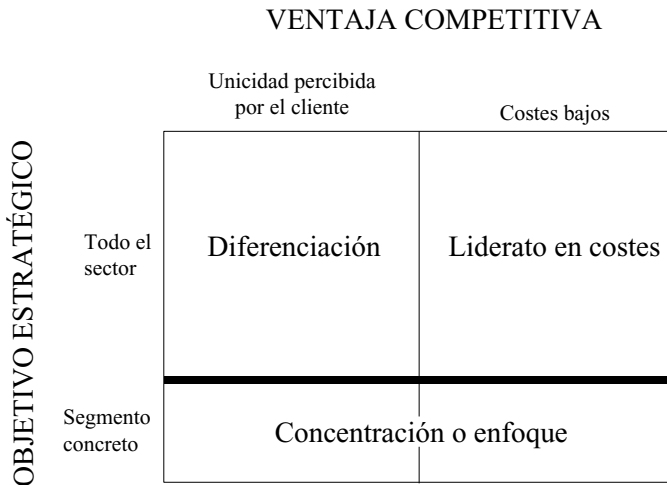 VENTAJA COMPETITIVA
Unicidad percibida
por el cliente
Costes bajos
OBJETIVO ESTRATÉGICO
Todo el
sector
Diferenciación
Liderato en costes
Segmento
concreto
Concentración o enfoque